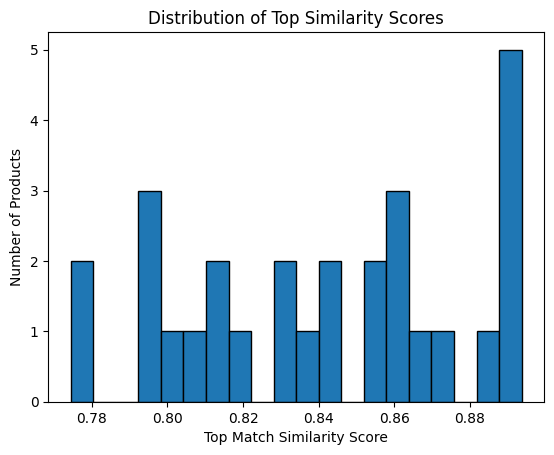 Distribution of Top Similarity Scores
5
4
3
2
1
0
Number of Products
0.78 0.80 0.82 0.84 0.86 0.88
Top Match Similarity Score